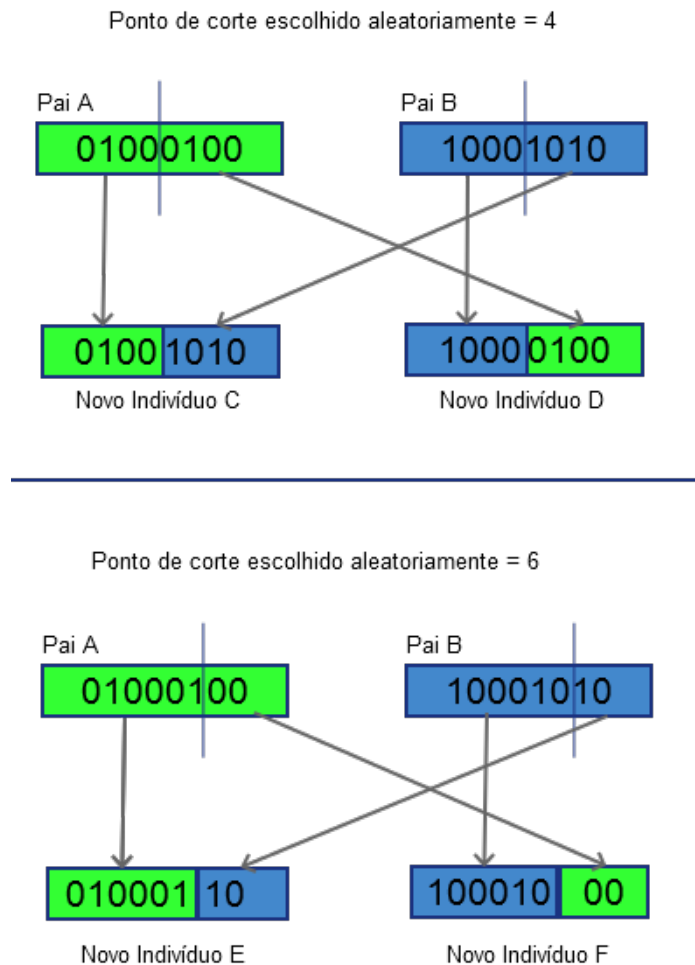 Ponto de corte escolhido aleatoriamente = 4
Pai A
Pai B
01000100
10001010
0100 1010
1000 0100
Novo Indivíduo C
Novo Indivíduo D
Ponto de corte escolhido aleatoriamente = 6
Pai A
Pai B
01000100
10001010
010001 10
100010 00
Novo Indivíduo E
Novo Indivíduo F